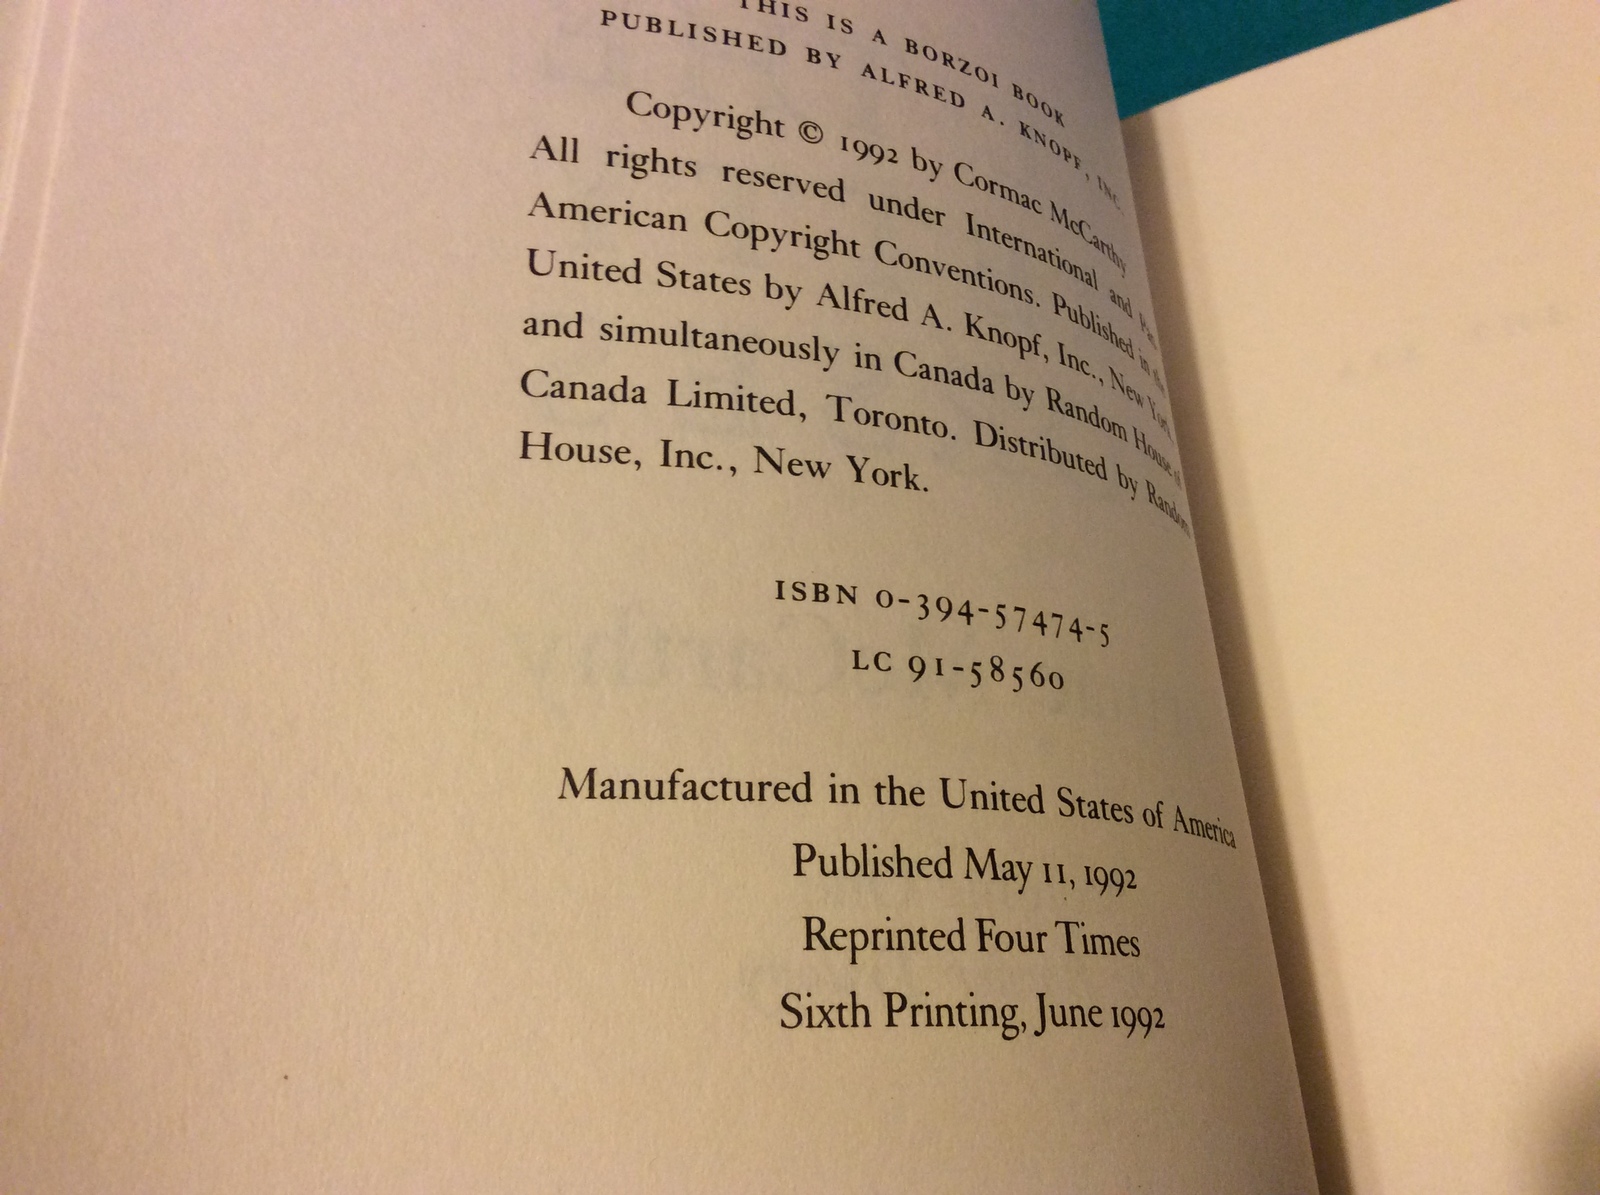 THIS IS A BORZOI BOOK
PUBLISHED BY ALFRED A. KNOPF, INC.
Copyright © 1992 by Cormac McCarthy
All rights reserved under International and Pan
American Copyright Conventions. Published in the
United States by Alfred A. Knopf, Inc., New York,
and simultaneously in Canada by Random House of
Canada Limited, Toronto. Distributed by Random
House, Inc., New York.
ISBN 0-394-57474-5
LC 91-58560
Manufactured in the United States of America
Published May 11, 1992
Reprinted Four Times
Sixth Printing, June 1992